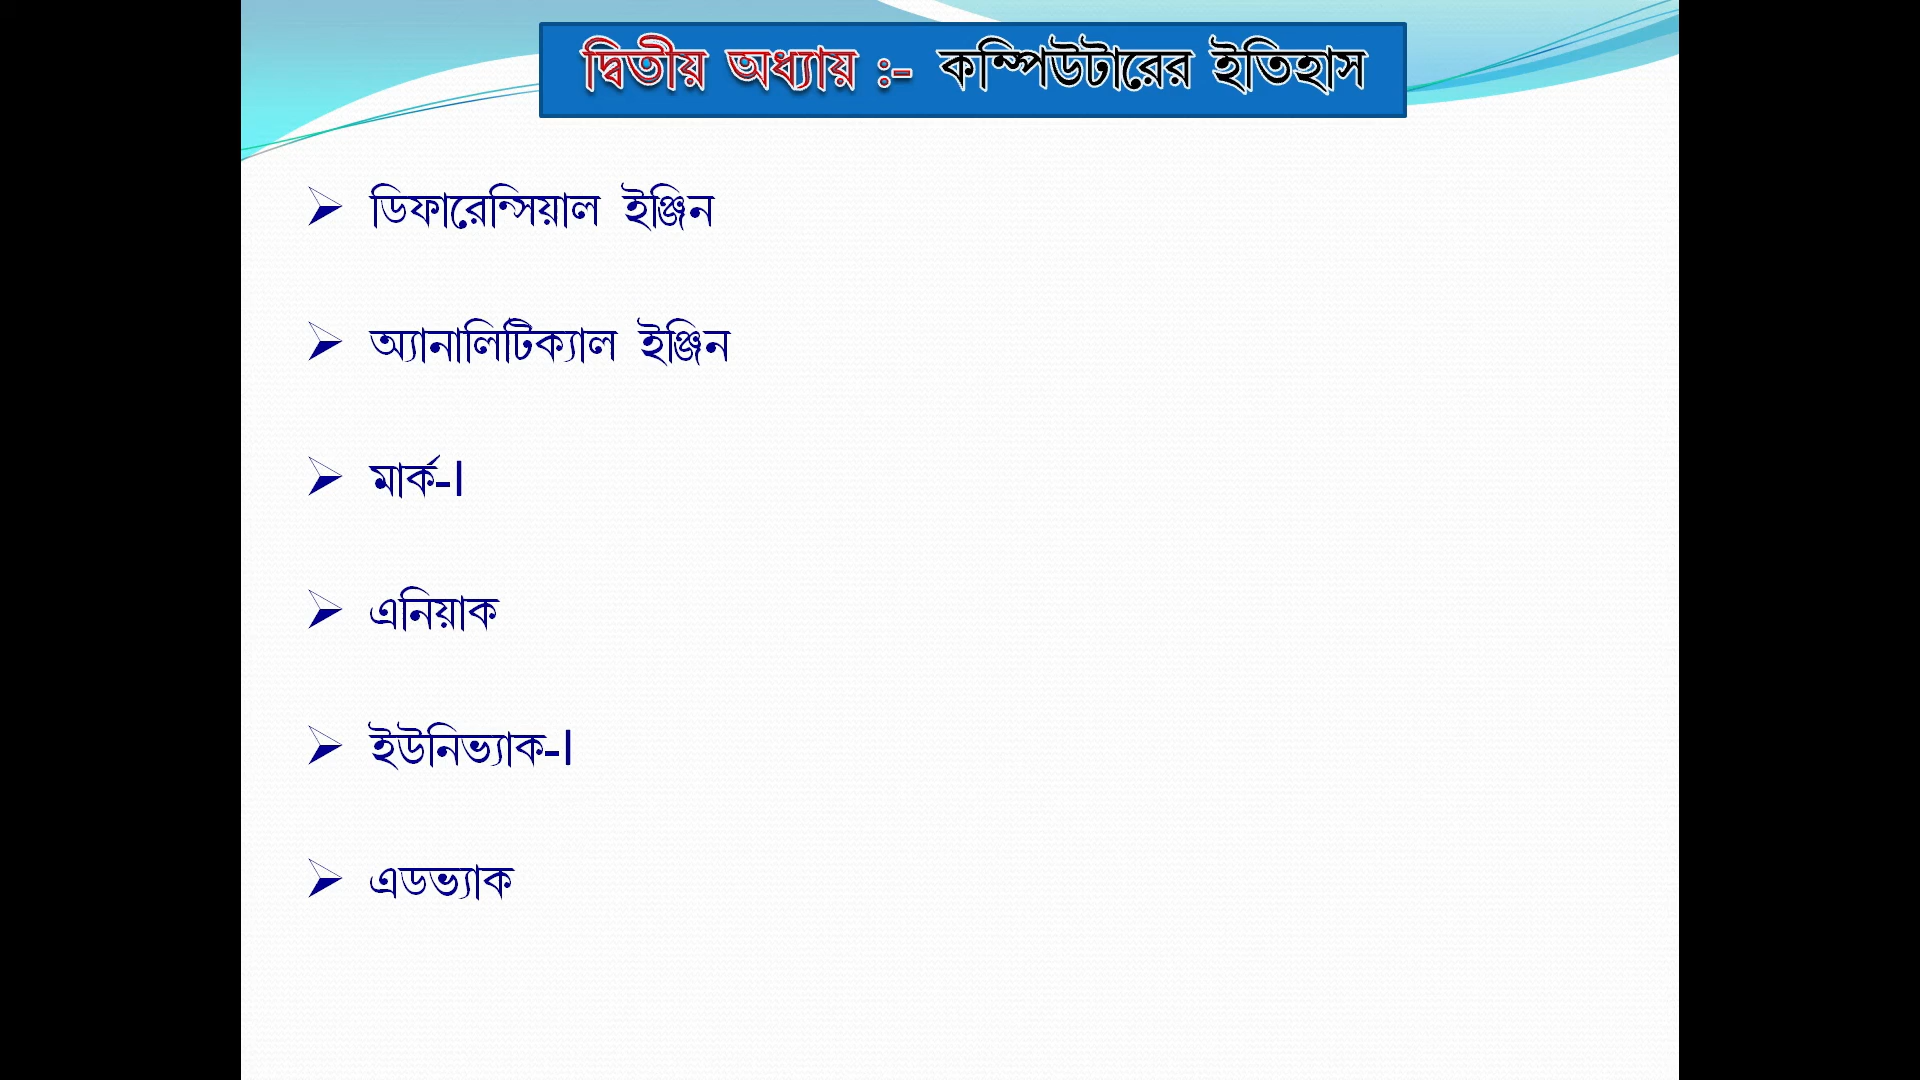 দ্বিতীয় অধ্যায় :- কম্পিউটারের ইতিহাস
➢ ডিফারেন্সিয়াল ইঞ্জিন
➢ অ্যানালিটিক্যাল ইঞ্জিন
➢ মার্ক-I
➢ এনিয়াক
➢ ইউনিভ্যাক-I
➢ এডভ্যাক